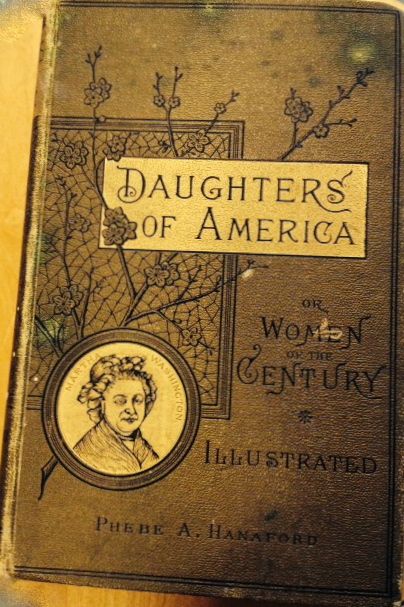 DAUGHTERS
OF AMERICA
OR
WOMEN
OF THE
CENTURY
ILLUSTRATED
MARTHA WASHINGTON
PHEBE A. HANAFORD